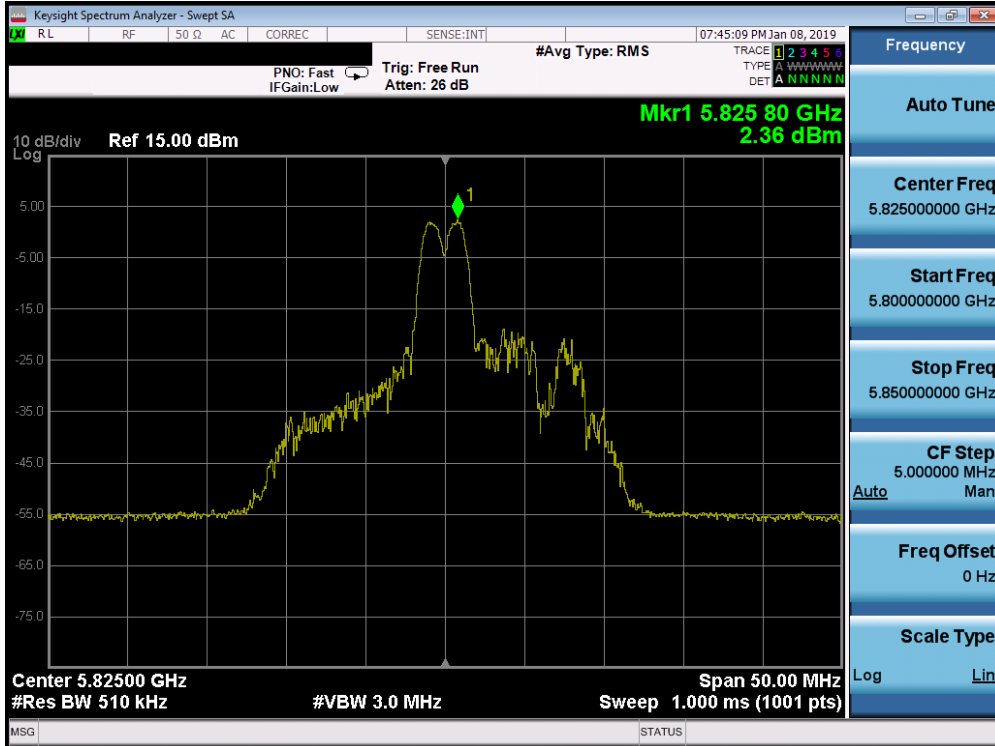 Keysight Spectrum Analyzer - Swept SA
LXI RL RF 50 Ω AC CORREC SENSE:INT 07:45:09 PM Jan 08, 2019
#Avg Type: RMS TRACE 1 2 3 4 5 6
PNO: Fast Trig: Free Run TYPE A WWWWW
IFGain:Low Atten: 26 dB DET A N N N N N
Mkr1 5.825 80 GHz
2.36 dBm
10 dB/div Ref 15.00 dBm
Log
1
5.00
-5.00
-15.0
-25.0
-35.0
-45.0
-55.0
-65.0
-75.0
Center 5.82500 GHz Span 50.00 MHz
#Res BW 510 kHz #VBW 3.0 MHz Sweep 1.000 ms (1001 pts)
MSG STATUS
Frequency
Auto Tune
Center Freq
5.825000000 GHz
Start Freq
5.800000000 GHz
Stop Freq
5.850000000 GHz
CF Step
5.000000 MHz
Auto Man
Freq Offset
0 Hz
Scale Type
Log Lin